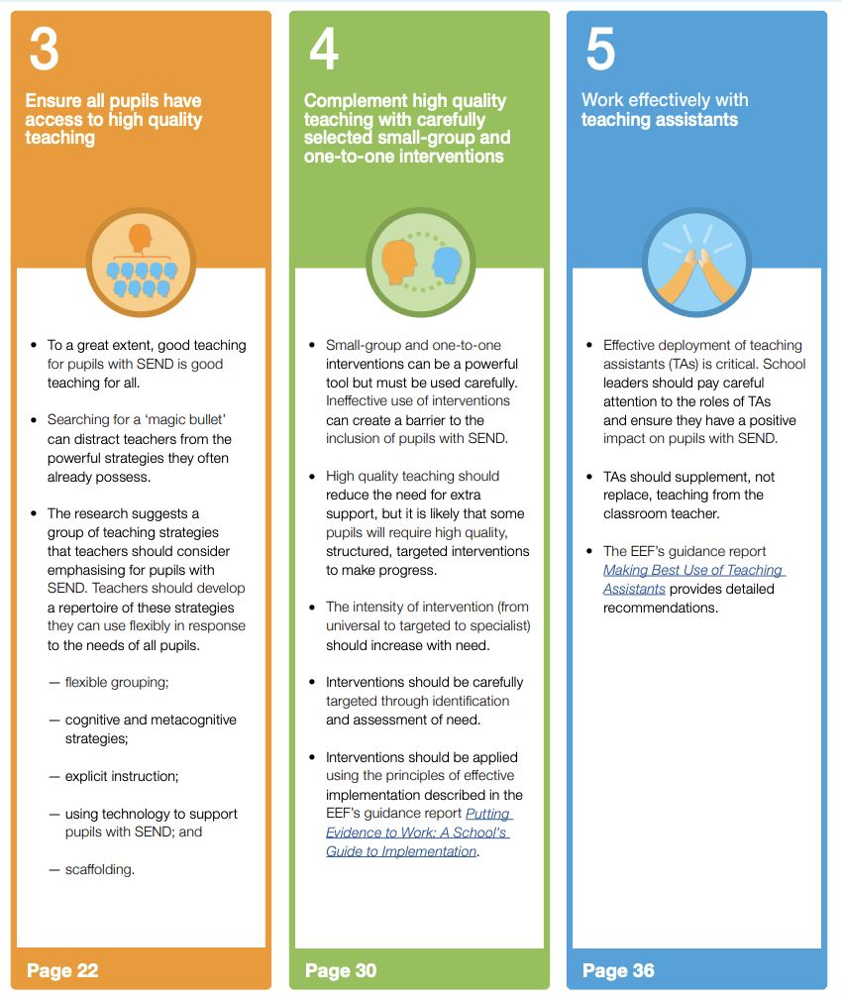 3
Ensure all pupils have
access to high quality
teaching
• To a great extent, good teaching
for pupils with SEND is good
teaching for all.
• Searching for a ‘magic bullet’
can distract teachers from the
powerful strategies they often
already possess.
• The research suggests a
group of teaching strategies
that teachers should consider
emphasising for pupils with
SEND. Teachers should develop
a repertoire of these strategies
they can use flexibly in response
to the needs of all pupils.
— flexible grouping;
— cognitive and metacognitive
strategies;
— explicit instruction;
— using technology to support
pupils with SEND; and
— scaffolding.
Page 22
4
Complement high quality
teaching with carefully
selected small-group and
one-to-one interventions
• Small-group and one-to-one
interventions can be a powerful
tool but must be used carefully.
Ineffective use of interventions
can create a barrier to the
inclusion of pupils with SEND.
• High quality teaching should
reduce the need for extra
support, but it is likely that some
pupils will require high quality,
structured, targeted interventions
to make progress.
• The intensity of intervention (from
universal to targeted to specialist)
should increase with need.
• Interventions should be carefully
targeted through identification
and assessment of need.
• Interventions should be applied
using the principles of effective
implementation described in the
EEF’s guidance report Putting
Evidence to Work: A School’s
Guide to Implementation.
Page 30
5
Work effectively with
teaching assistants
• Effective deployment of teaching
assistants (TAs) is critical. School
leaders should pay careful
attention to the roles of TAs
and ensure they have a positive
impact on pupils with SEND.
• TAs should supplement, not
replace, teaching from the
classroom teacher.
• The EEF’s guidance report
Making Best Use of Teaching
Assistants provides detailed
recommendations.
Page 36